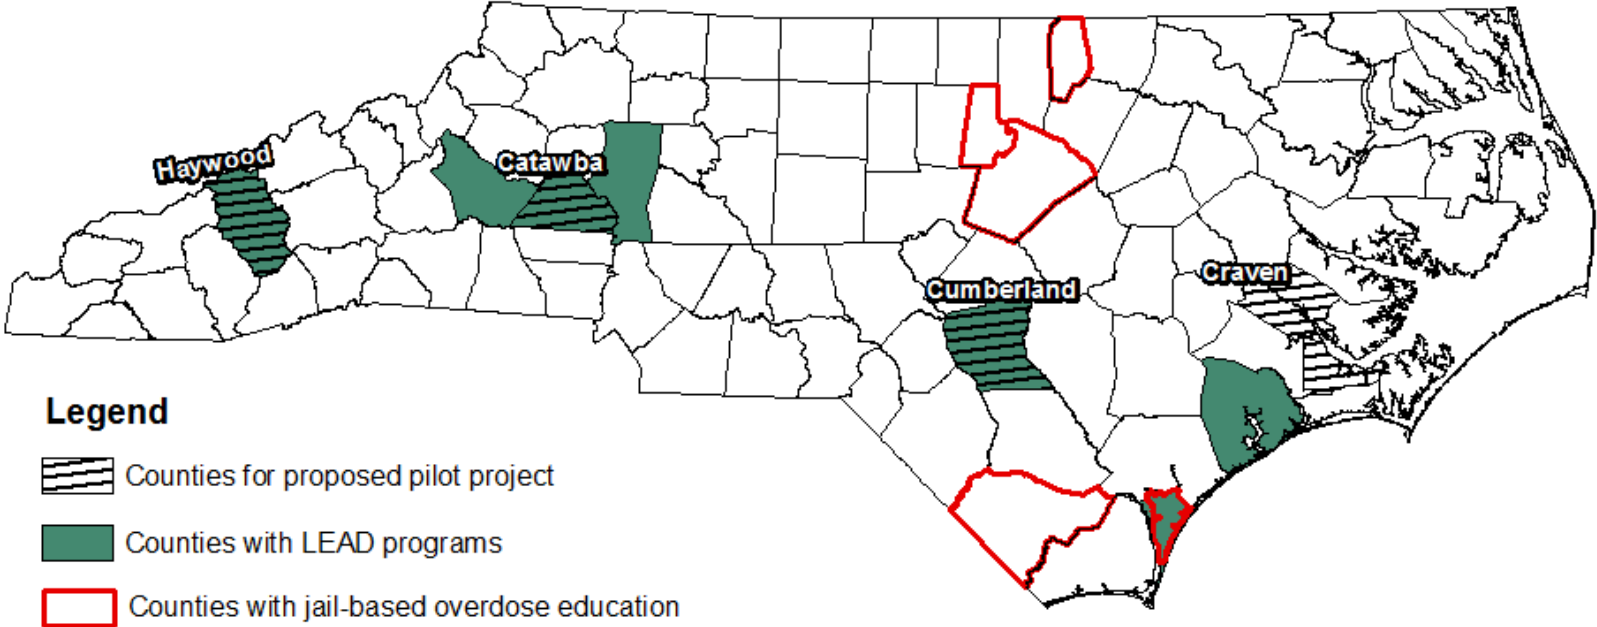 Haywood
Catawba
Craven
Cumberland
Legend
Counties for proposed pilot project
Counties with LEAD programs
Counties with jail-based overdose education